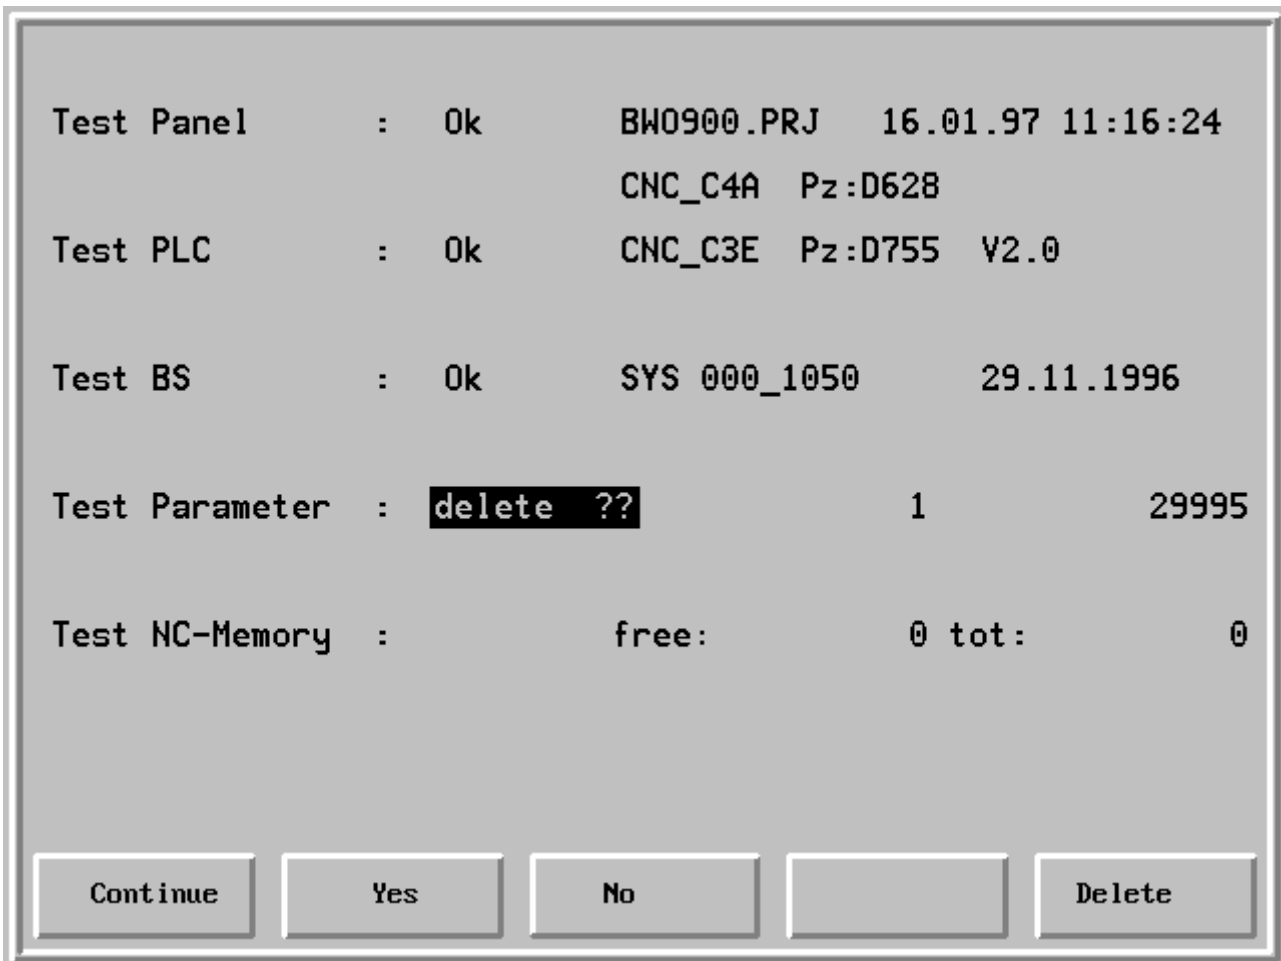 Test Panel : Ok BWO900.PRJ 16.01.97 11:16:24
CNC_C4A Pz:D628
Test PLC : Ok CNC_C3E Pz:D755 V2.0
Test BS : Ok SYS 000_1050 29.11.1996
Test Parameter : delete ?? 1 29995
Test NC-Memory : free: 0 tot: 0
Continue Yes No Delete